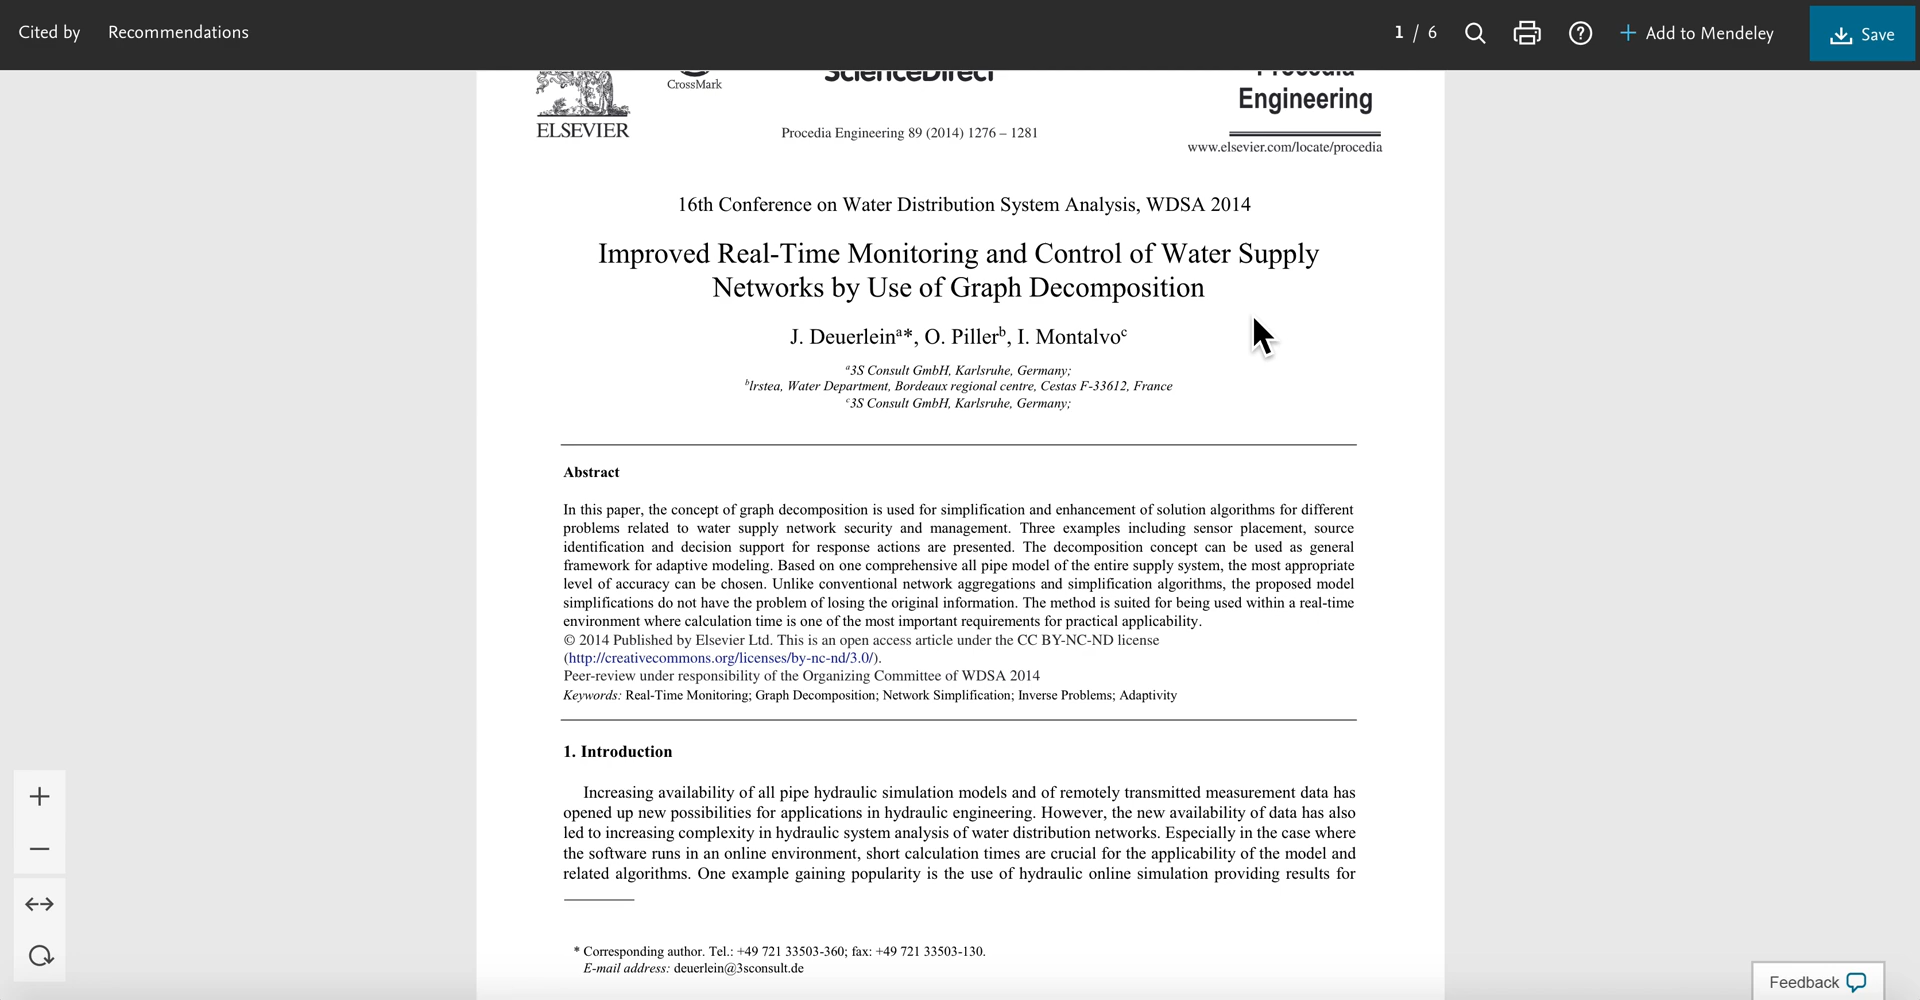 Cited by
Recommendations
1 / 6
Add to Mendeley
Save
CrossMark
ScienceDirect
Procedia
Engineering
ELSEVIER
Procedia Engineering 89 (2014) 1276 – 1281
www.elsevier.com/locate/procedia
16th Conference on Water Distribution System Analysis, WDSA 2014
Improved Real-Time Monitoring and Control of Water Supply
Networks by Use of Graph Decomposition
J. Deuerleinᵃ*, O. Pillerᵇ, I. Montalvoᶜ
ᵃ3S Consult GmbH, Karlsruhe, Germany;
ᵇIrstea, Water Department, Bordeaux regional centre, Cestas F-33612, France
ᶜ3S Consult GmbH, Karlsruhe, Germany;
Abstract
In this paper, the concept of graph decomposition is used for simplification and enhancement of solution algorithms for different
problems related to water supply network security and management. Three examples including sensor placement, source
identification and decision support for response actions are presented. The decomposition concept can be used as general
framework for adaptive modeling. Based on one comprehensive all pipe model of the entire supply system, the most appropriate
level of accuracy can be chosen. Unlike conventional network aggregations and simplification algorithms, the proposed model
simplifications do not have the problem of losing the original information. The method is suited for being used within a real-time
environment where calculation time is one of the most important requirements for practical applicability.
© 2014 Published by Elsevier Ltd. This is an open access article under the CC BY-NC-ND license
(http://creativecommons.org/licenses/by-nc-nd/3.0/).
Peer-review under responsibility of the Organizing Committee of WDSA 2014
Keywords: Real-Time Monitoring; Graph Decomposition; Network Simplification; Inverse Problems; Adaptivity
1. Introduction
Increasing availability of all pipe hydraulic simulation models and of remotely transmitted measurement data has
opened up new possibilities for applications in hydraulic engineering. However, the new availability of data has also
led to increasing complexity in hydraulic system analysis of water distribution networks. Especially in the case where
the software runs in an online environment, short calculation times are crucial for the applicability of the model and
related algorithms. One example gaining popularity is the use of hydraulic online simulation providing results for
* Corresponding author. Tel.: +49 721 33503-360; fax: +49 721 33503-130.
E-mail address: deuerlein@3sconsult.de
Feedback